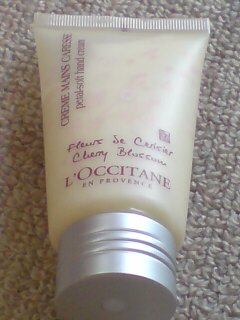 CRÈME MAINS CARESSE
petal-soft hand cream
Fleurs de Cerisier
Cherry Blossom
L'OCCITANE
EN PROVENCE